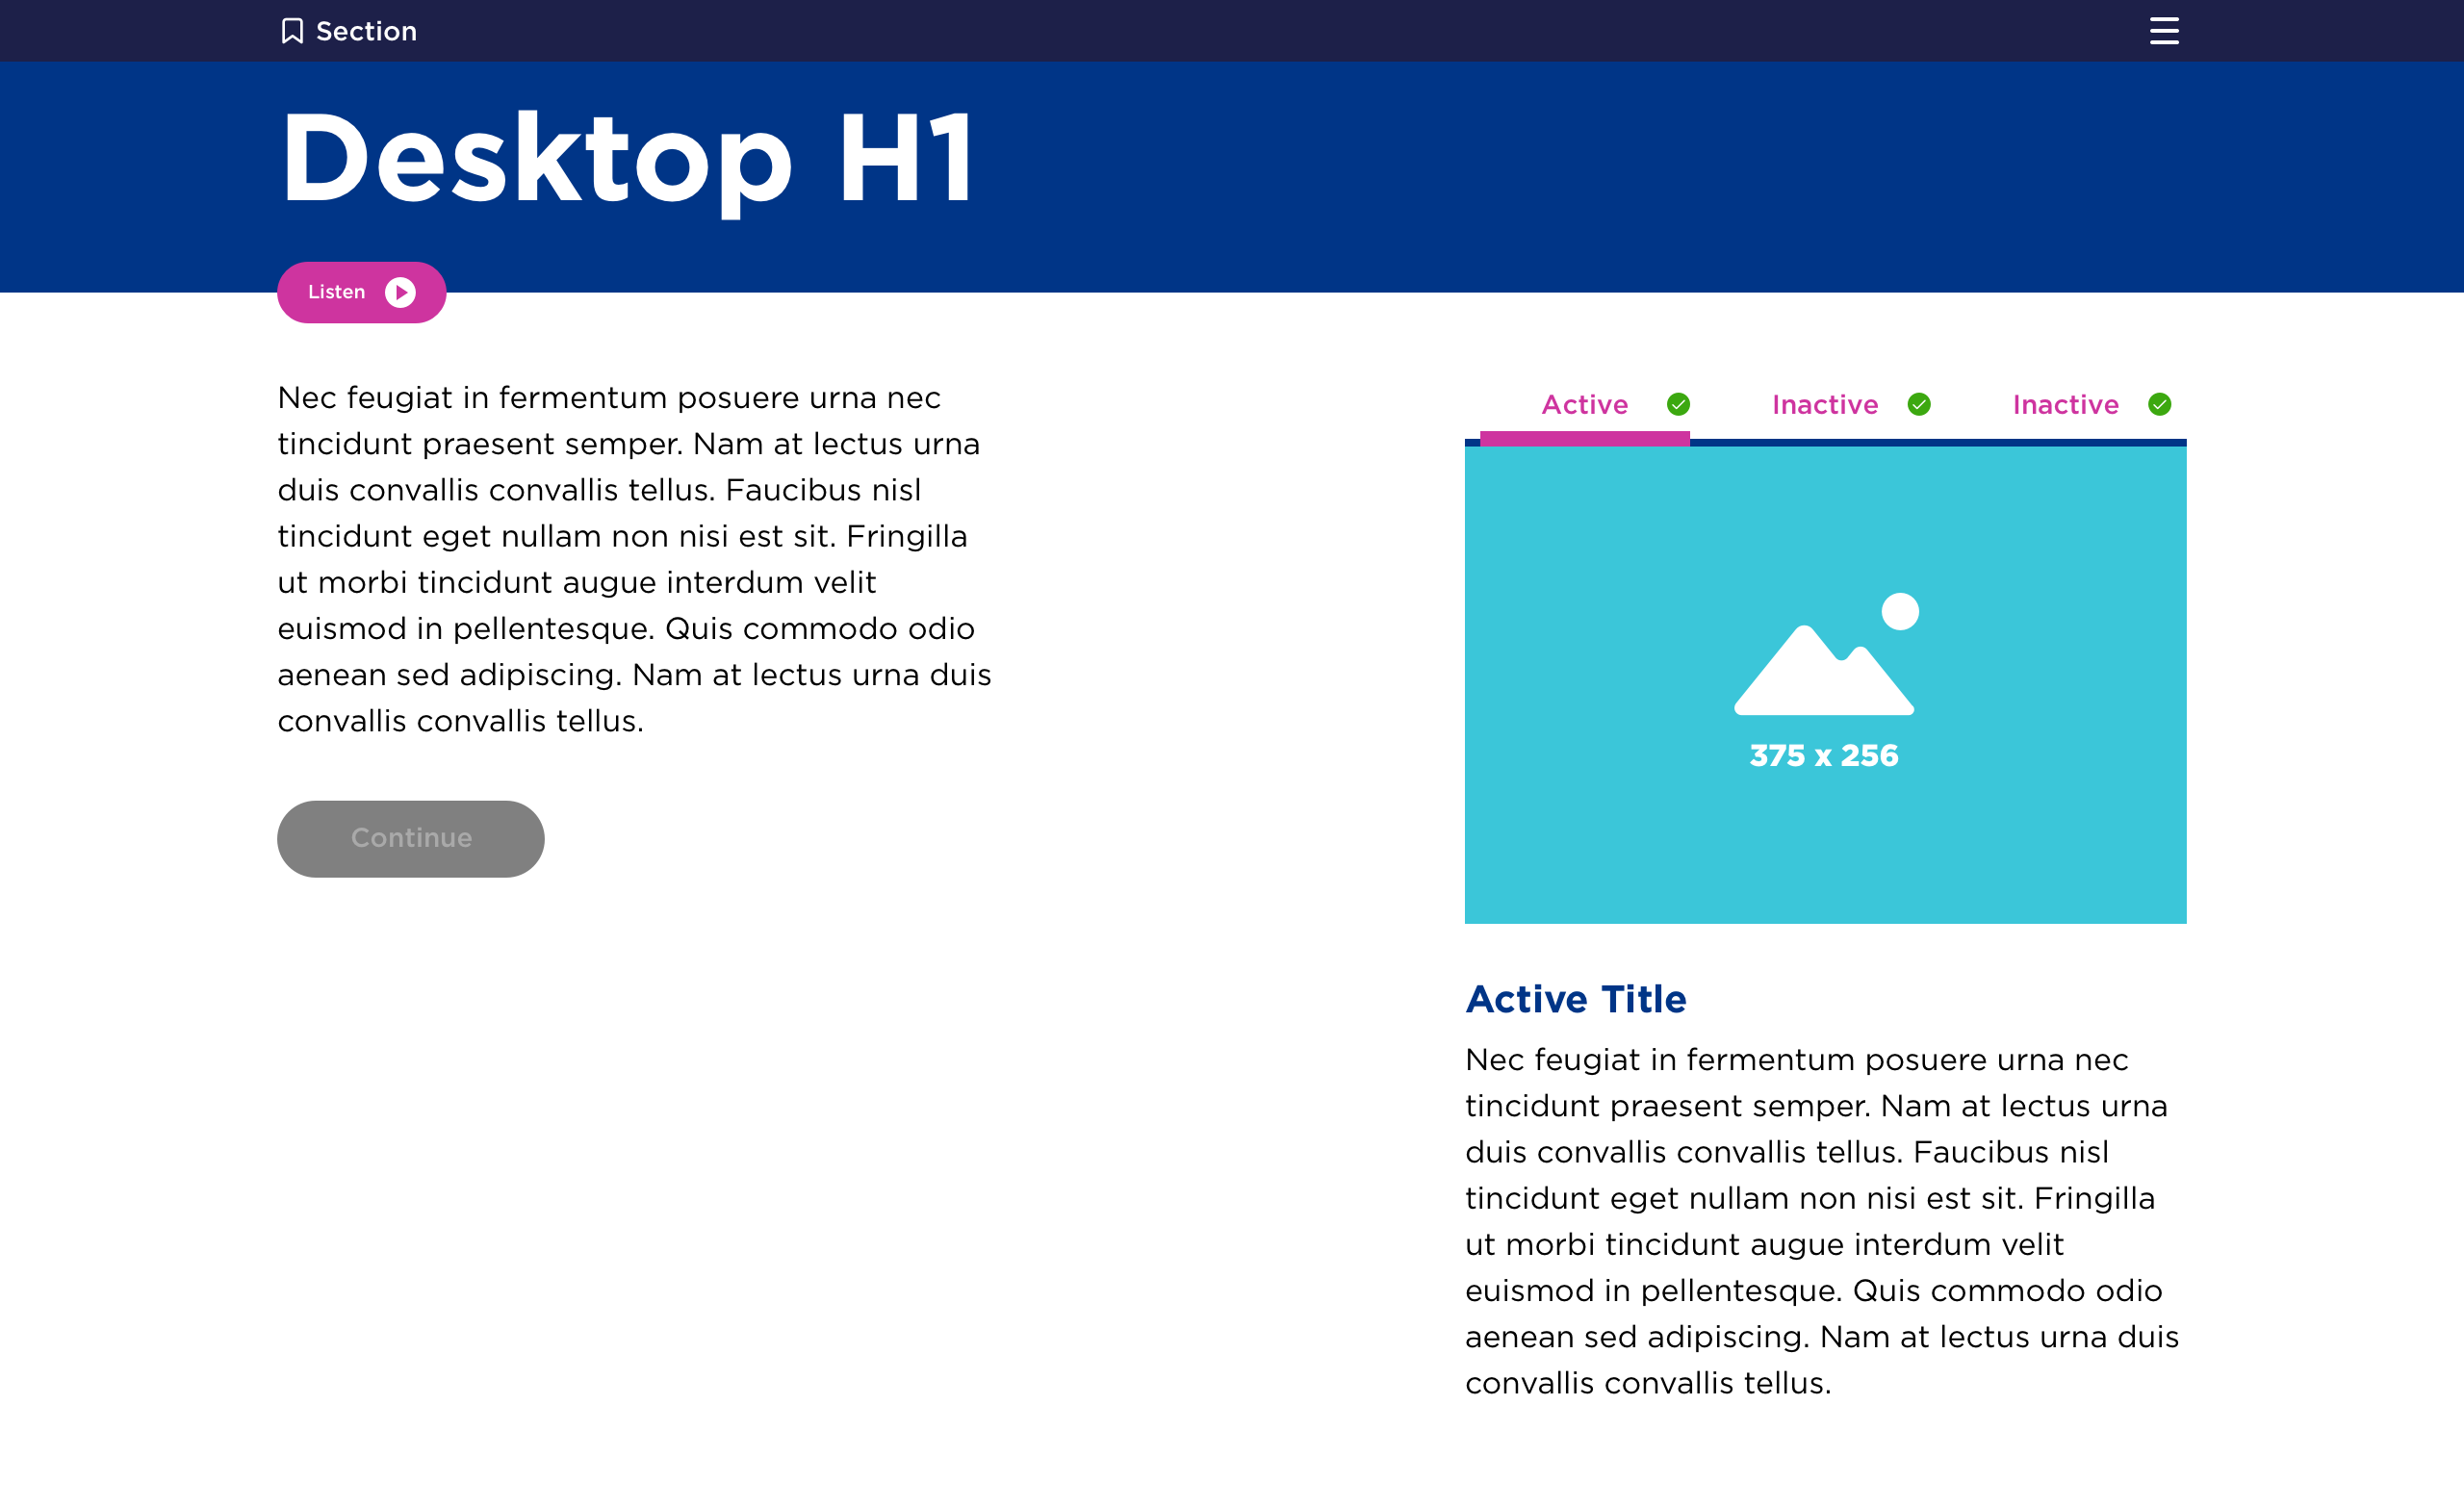 Section
Desktop H1
Listen
Nec feugiat in fermentum posuere urna nec
tincidunt praesent semper. Nam at lectus urna
duis convallis convallis tellus. Faucibus nisl
tincidunt eget nullam non nisi est sit. Fringilla
ut morbi tincidunt augue interdum velit
euismod in pellentesque. Quis commodo odio
aenean sed adipiscing. Nam at lectus urna duis
convallis convallis tellus.
Continue
Active Inactive Inactive
375 x 256
Active Title
Nec feugiat in fermentum posuere urna nec
tincidunt praesent semper. Nam at lectus urna
duis convallis convallis tellus. Faucibus nisl
tincidunt eget nullam non nisi est sit. Fringilla
ut morbi tincidunt augue interdum velit
euismod in pellentesque. Quis commodo odio
aenean sed adipiscing. Nam at lectus urna duis
convallis convallis tellus.